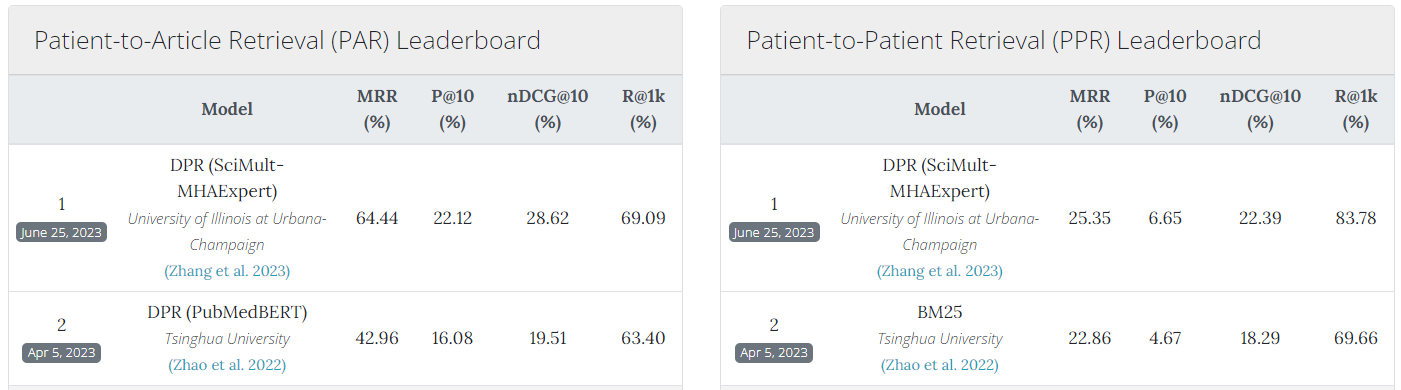 Patient-to-Article Retrieval (PAR) Leaderboard
Model MRR (%) P@10 (%) nDCG@10 (%) R@1k (%)
1
June 25, 2023
DPR (SciMult-
MHAExpert)
University of Illinois at Urbana-
Champaign
(Zhang et al. 2023)
64.44 22.12 28.62 69.09
2
Apr 5, 2023
DPR (PubMedBERT)
Tsinghua University
(Zhao et al. 2022)
42.96 16.08 19.51 63.40
Patient-to-Patient Retrieval (PPR) Leaderboard
Model MRR (%) P@10 (%) nDCG@10 (%) R@1k (%)
1
June 25, 2023
DPR (SciMult-
MHAExpert)
University of Illinois at Urbana-
Champaign
(Zhang et al. 2023)
25.35 6.65 22.39 83.78
2
Apr 5, 2023
BM25
Tsinghua University
(Zhao et al. 2022)
22.86 4.67 18.29 69.66